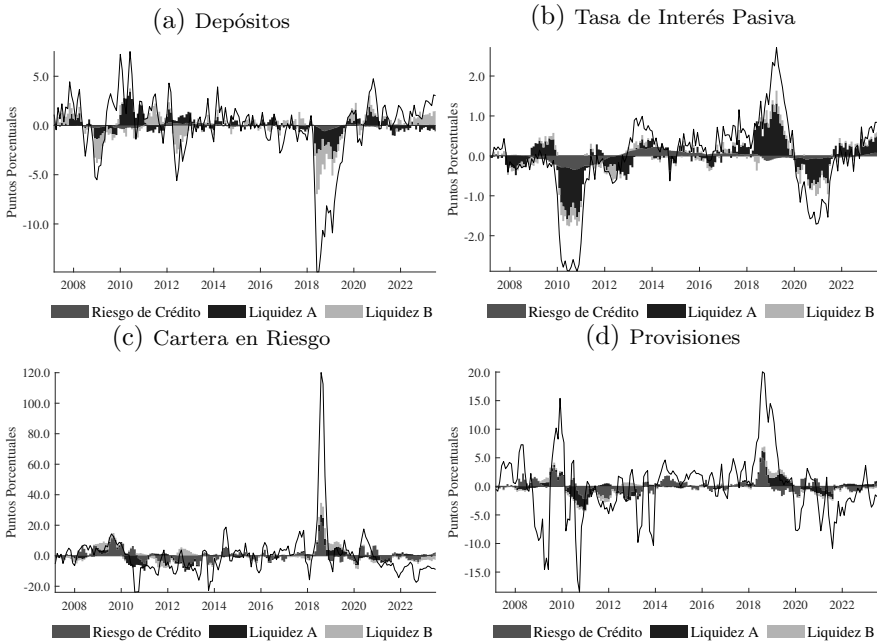 (a) Depósitos
Puntos Porcentuales
5.0
0.0
-5.0
-10.0
2008 2010 2012 2014 2016 2018 2020 2022
Riesgo de Crédito Liquidez A Liquidez B
(b) Tasa de Interés Pasiva
Puntos Porcentuales
2.0
1.0
0.0
-1.0
-2.0
2008 2010 2012 2014 2016 2018 2020 2022
Riesgo de Crédito Liquidez A Liquidez B
(c) Cartera en Riesgo
Puntos Porcentuales
120.0
100.0
80.0
60.0
40.0
20.0
0.0
-20.0
2008 2010 2012 2014 2016 2018 2020 2022
Riesgo de Crédito Liquidez A Liquidez B
(d) Provisiones
Puntos Porcentuales
20.0
15.0
10.0
5.0
0.0
-5.0
-10.0
-15.0
2008 2010 2012 2014 2016 2018 2020 2022
Riesgo de Crédito Liquidez A Liquidez B